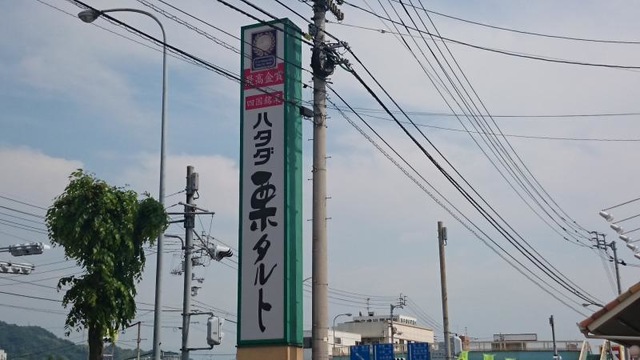 最高金賞
四国銘菓
ハタダ
栗タルト